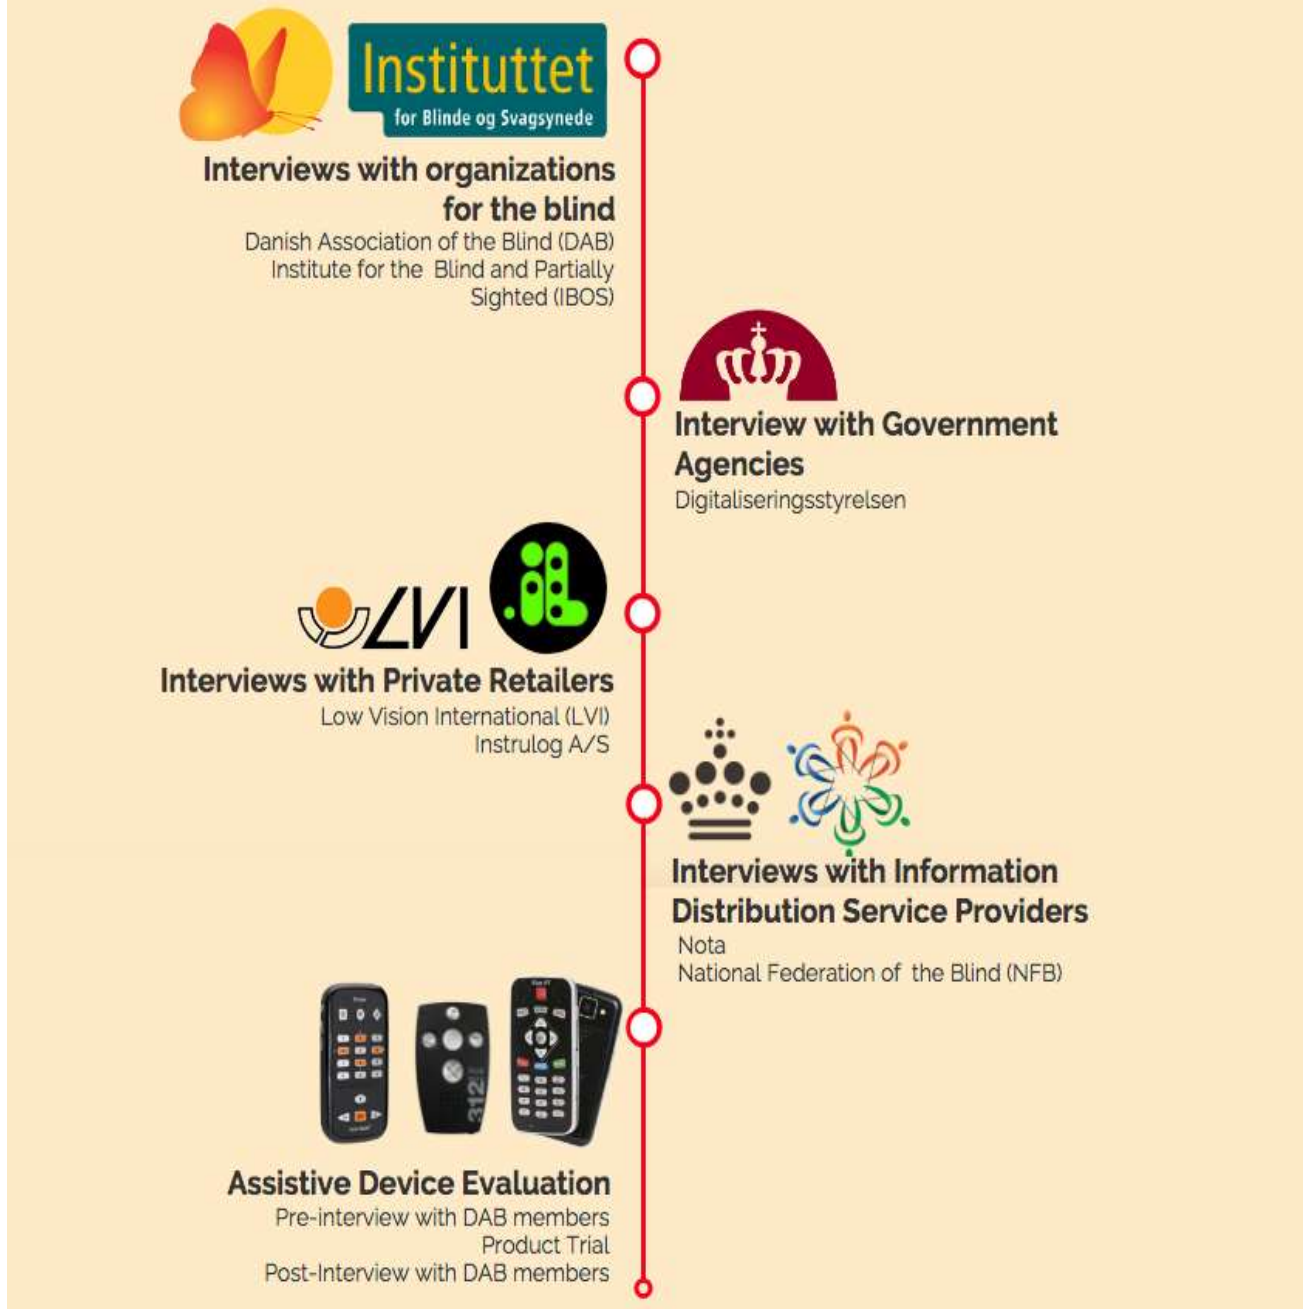 Instituttet
for Blinde og Svagsynede
Interviews with organizations
for the blind
Danish Association of the Blind (DAB)
Institute for the Blind and Partially
Sighted (IBOS)
Interview with Government
Agencies
Digitaliseringsstyrelsen
LVI
.iL
Interviews with Private Retailers
Low Vision International (LVI)
Instrulog A/S
Interviews with Information
Distribution Service Providers
Nota
National Federation of the Blind (NFB)
312
Assistive Device Evaluation
Pre-interview with DAB members
Product Trial
Post-Interview with DAB members